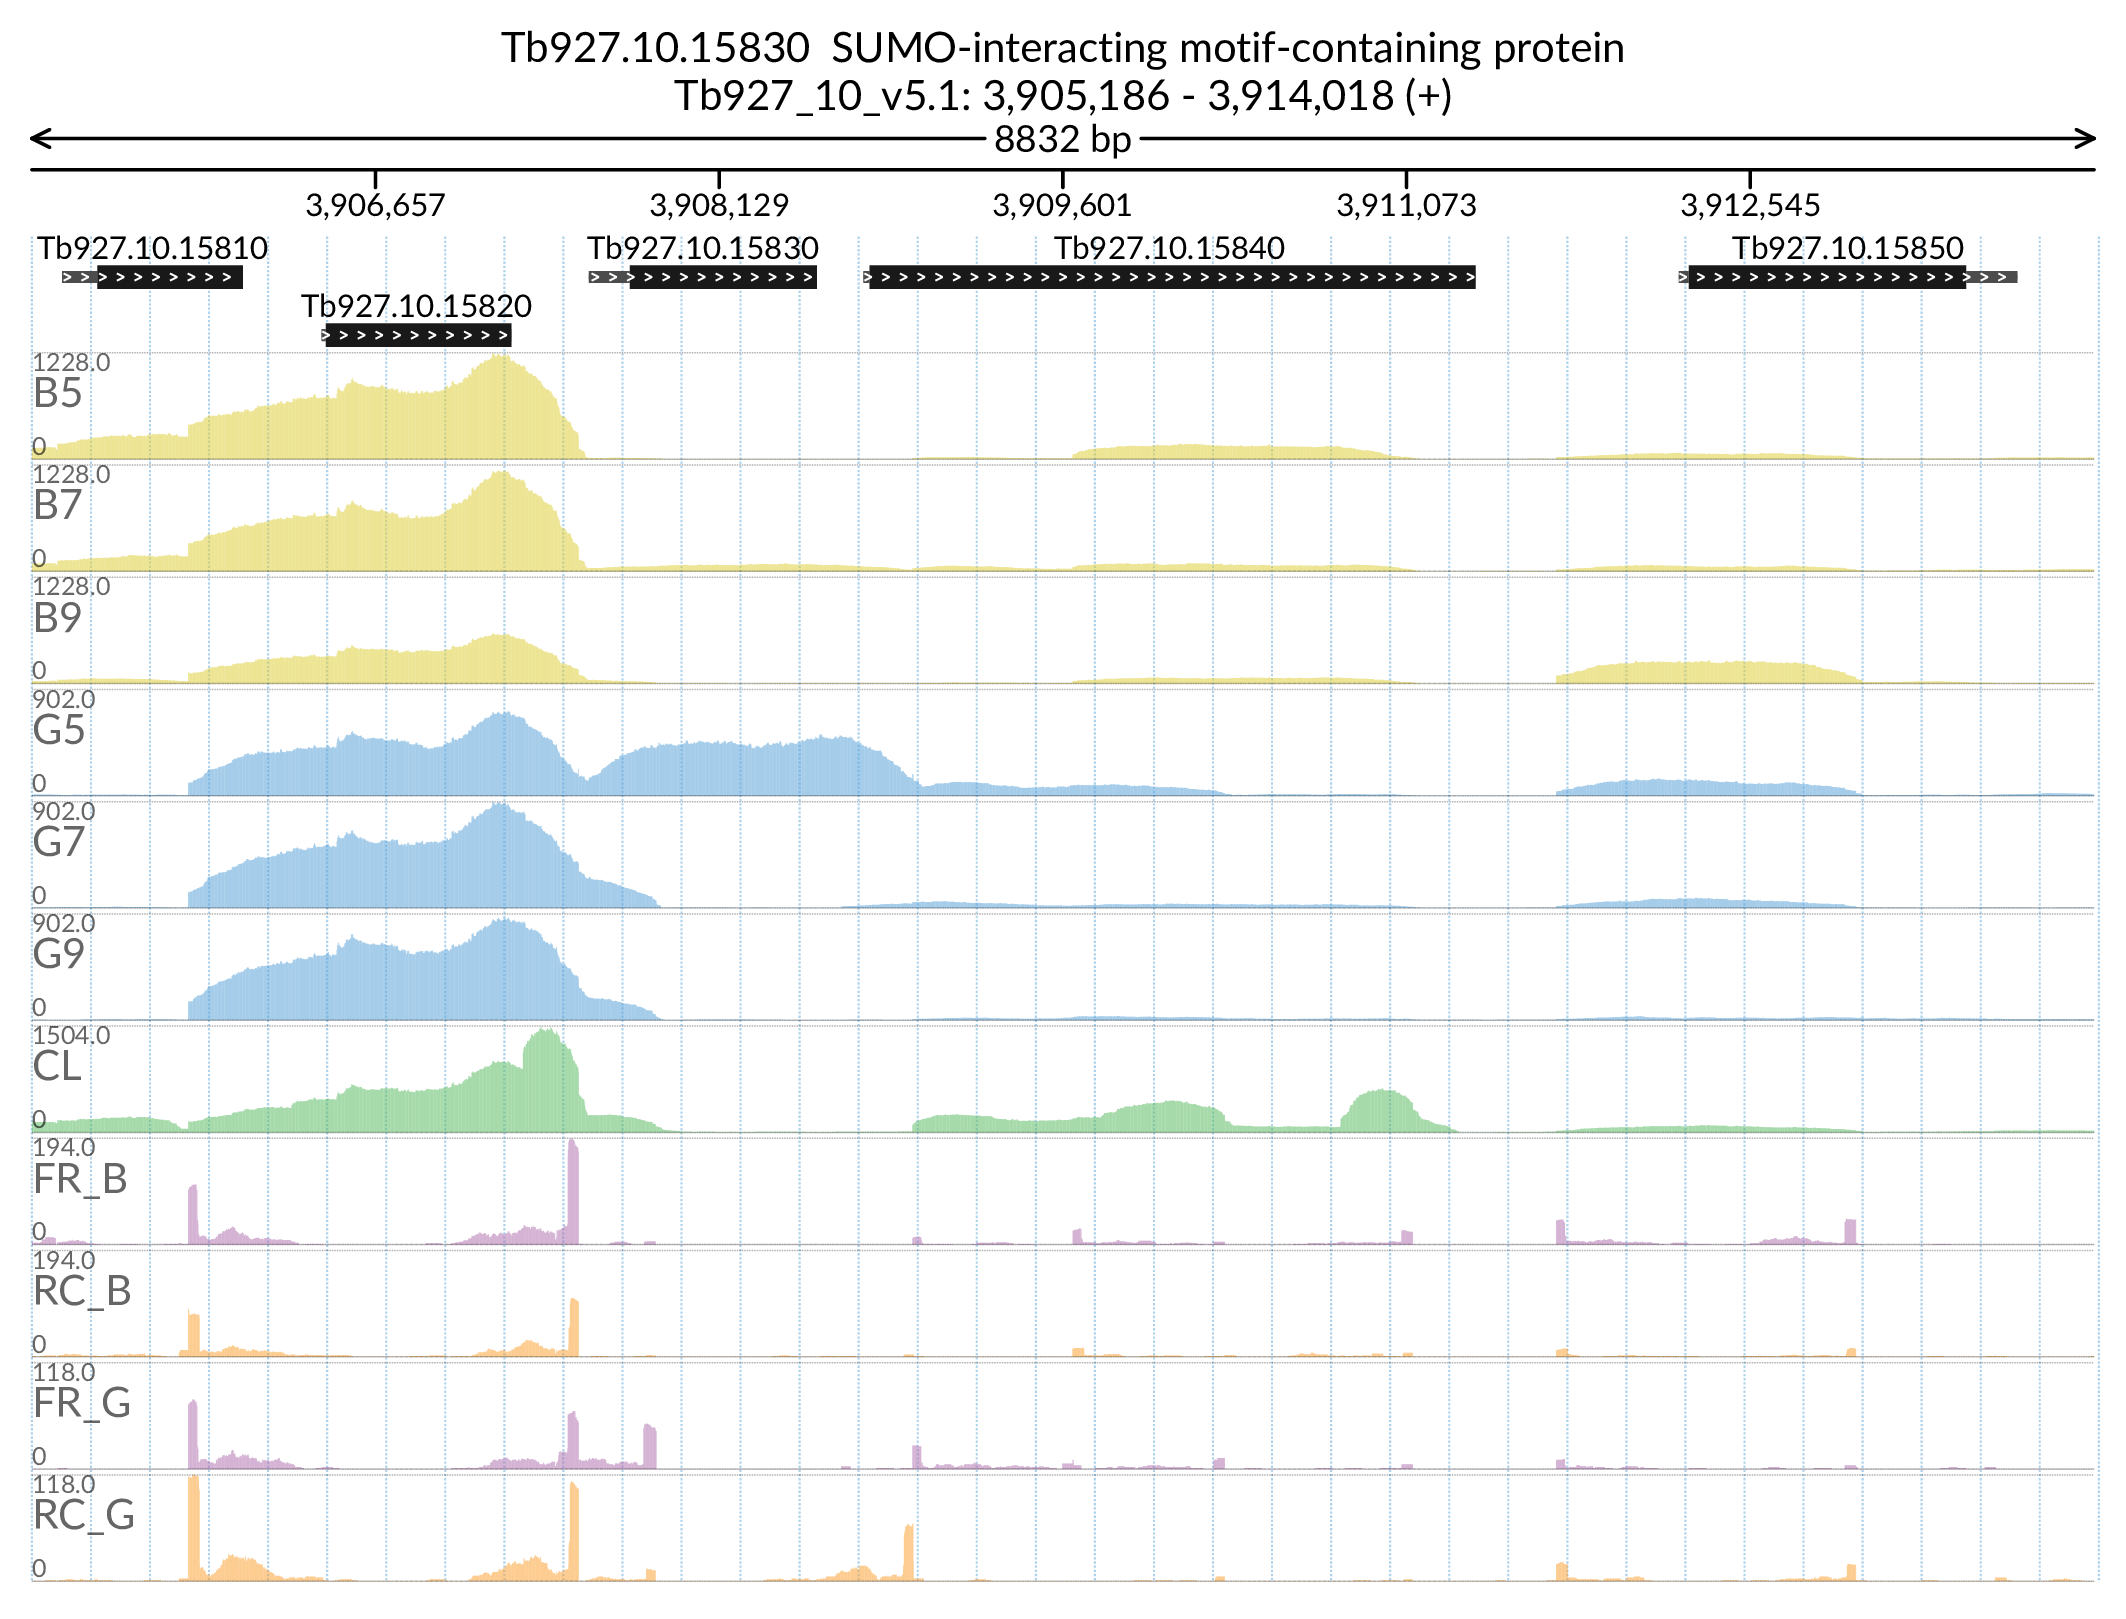 Tb927.10.15830  SUMO-interacting motif-containing protein
Tb927_10_v5.1: 3,905,186 - 3,914,018 (+)
8832 bp
3,906,657 3,908,129 3,909,601 3,911,073 3,912,545
Tb927.10.15810 Tb927.10.15830 Tb927.10.15840 Tb927.10.15850
Tb927.10.15820
1228.0
B5
0
1228.0
B7
0
1228.0
B9
0
902.0
G5
0
902.0
G7
0
902.0
G9
0
1504.0
CL
0
194.0
FR_B
0
194.0
RC_B
0
118.0
FR_G
0
118.0
RC_G
0